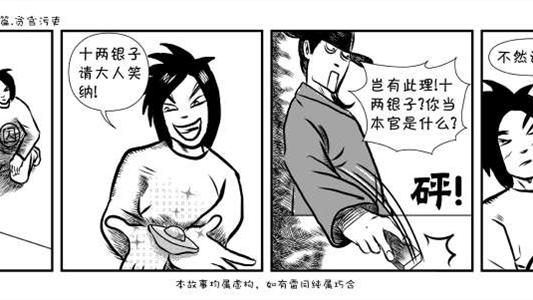 篇.贪官污吏
囚
十两银子
请大人笑
纳!
岂有此理!十
两银子?你当
本官是什么?
砰!
不然
本故事均属虚构，如有雷同纯属巧合